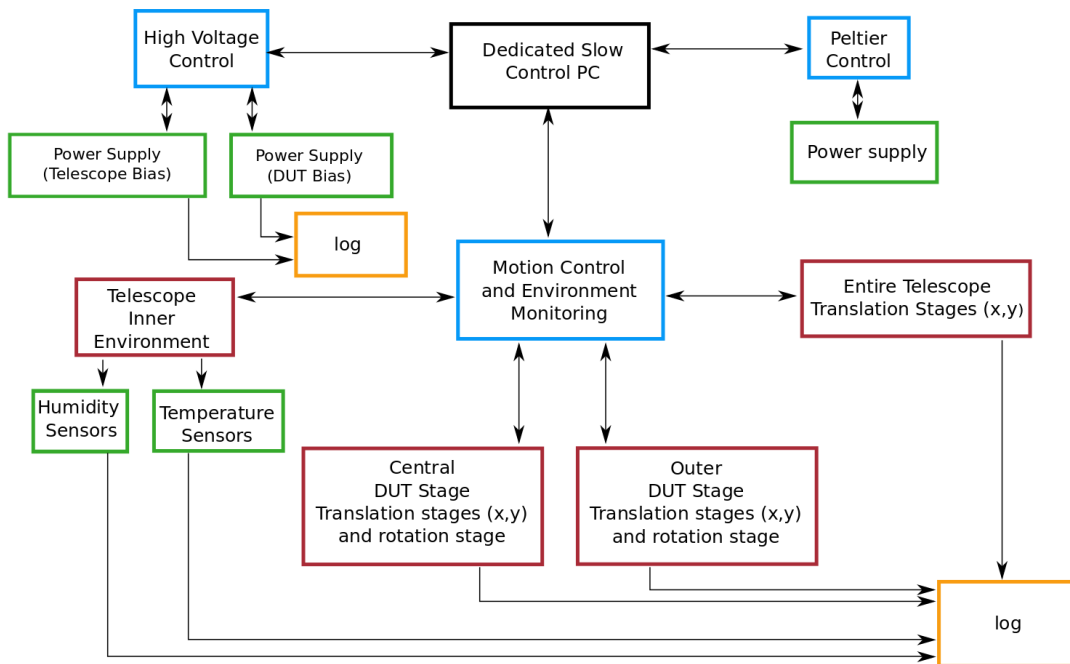 High Voltage
Control
Dedicated Slow
Control PC
Peltier
Control
Power Supply
(Telescope Bias)
Power Supply
(DUT Bias)
Power supply
log
Motion Control
and Environment
Monitoring
Telescope
Inner
Environment
Entire Telescope
Translation Stages (x,y)
Humidity
Sensors
Temperature
Sensors
Central
DUT Stage
Translation stages (x,y)
and rotation stage
Outer
DUT Stage
Translation stages (x,y)
and rotation stage
log